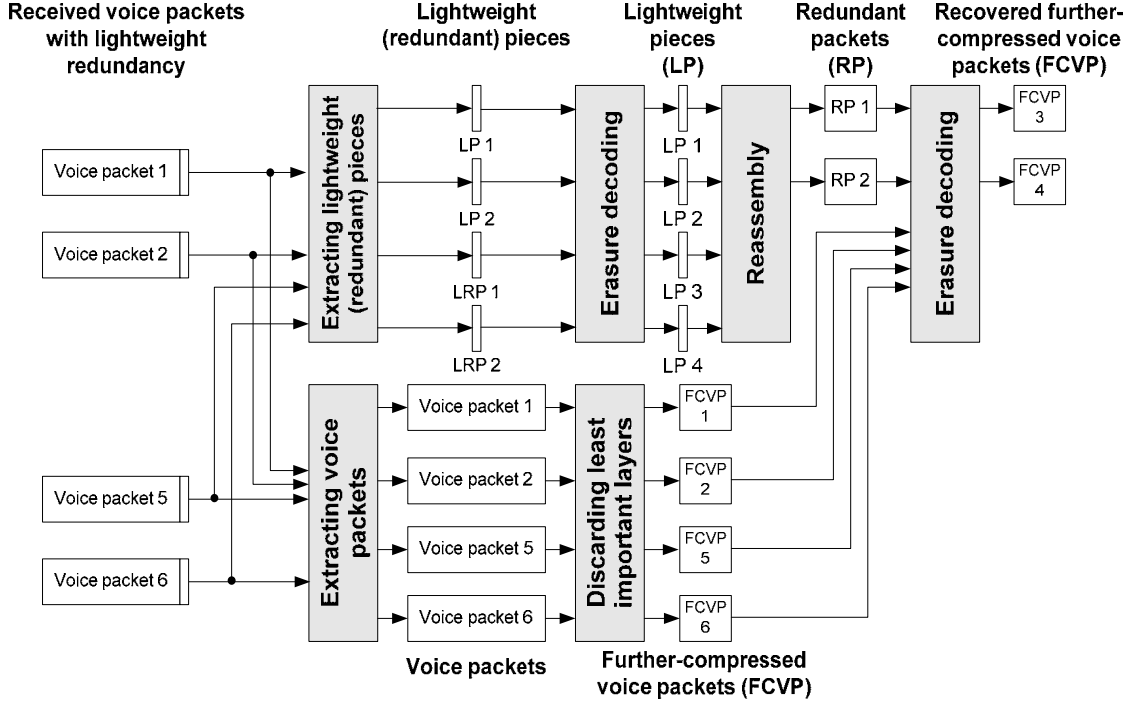 Received voice packets
with lightweight
redundancy
Lightweight
(redundant) pieces
Lightweight
pieces
(LP)
Redundant
packets
(RP)
Recovered further-
compressed voice
packets (FCVP)
Voice packet 1
Voice packet 2
Voice packet 5
Voice packet 6
Extracting lightweight
(redundant) pieces
LP 1
LP 2
LRP 1
LRP 2
Erasure decoding
LP 1
LP 2
LP 3
LP 4
Reassembly
RP 1
RP 2
Erasure decoding
FCVP
3
FCVP
4
Extracting voice
packets
Voice packet 1
Voice packet 2
Voice packet 5
Voice packet 6
Voice packets
Discarding least
important layers
FCVP
1
FCVP
2
FCVP
5
FCVP
6
Further-compressed
voice packets (FCVP)